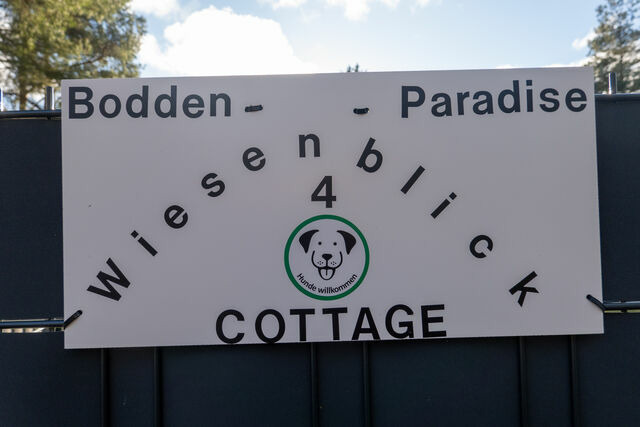 Bodden- - Paradise
Wiesenblick
4
Hunde willkommen
COTTAGE